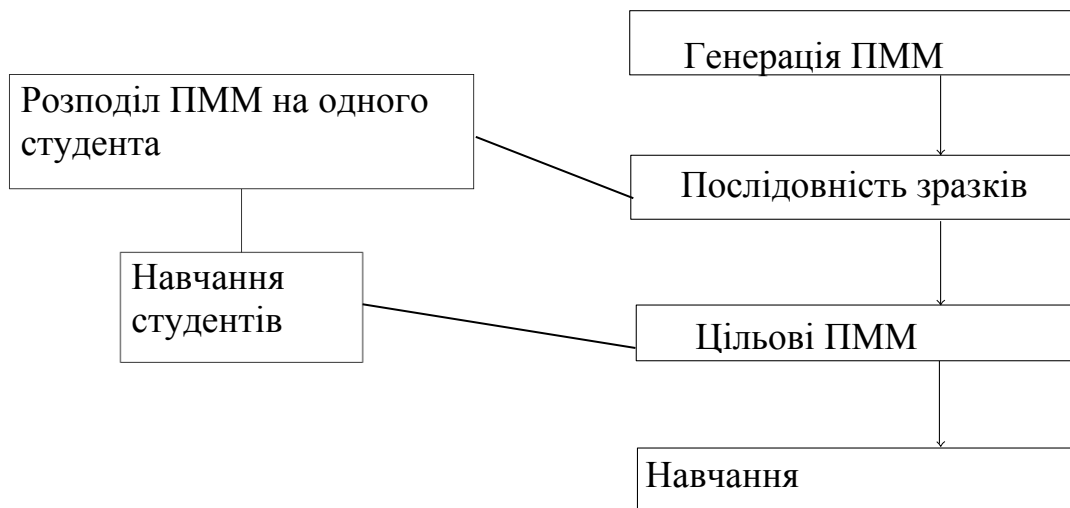 Генерація ПММ
Розподіл ПММ на одного
студента
Послідовність зразків
Навчання
студентів
Цільові ПММ
Навчання